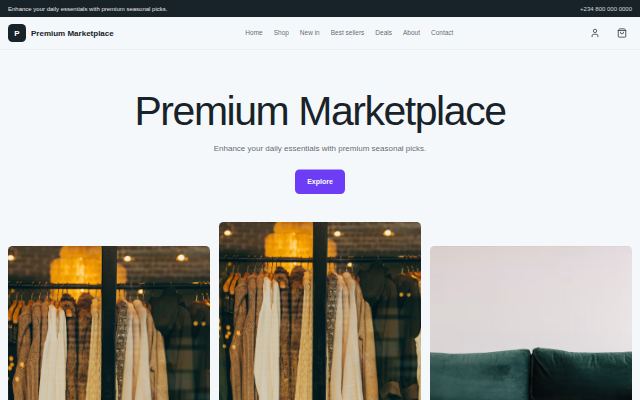 Enhance your daily essentials with premium seasonal picks.
+234 800 000 0000
P
Premium Marketplace
Home
Shop
New in
Best sellers
Deals
About
Contact
Premium Marketplace
Enhance your daily essentials with premium seasonal picks.
Explore